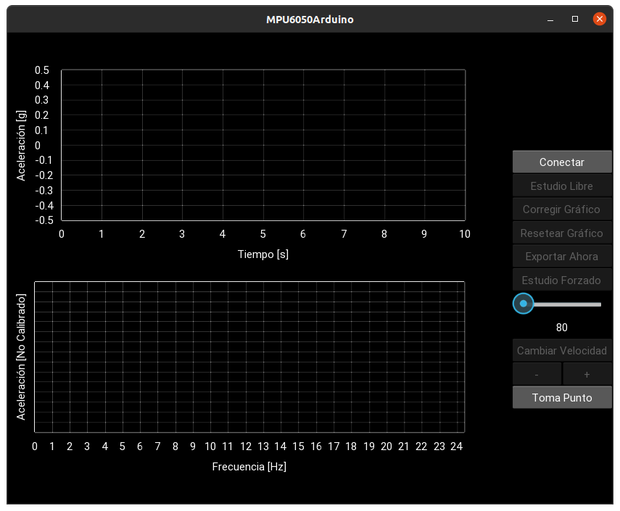 MPU6050Arduino
Aceleración [g]
0.5
0.4
0.3
0.2
0.1
0
-0.1
-0.2
-0.3
-0.4
-0.5
0 1 2 3 4 5 6 7 8 9 10
Tiempo [s]
Aceleración [No Calibrado]
0 1 2 3 4 5 6 7 8 9 10 11 12 13 14 15 16 17 18 19 20 21 22 23 24
Frecuencia [Hz]
Conectar
Estudio Libre
Corregir Gráfico
Resetear Gráfico
Exportar Ahora
Estudio Forzado
80
Cambiar Velocidad
- +
Toma Punto